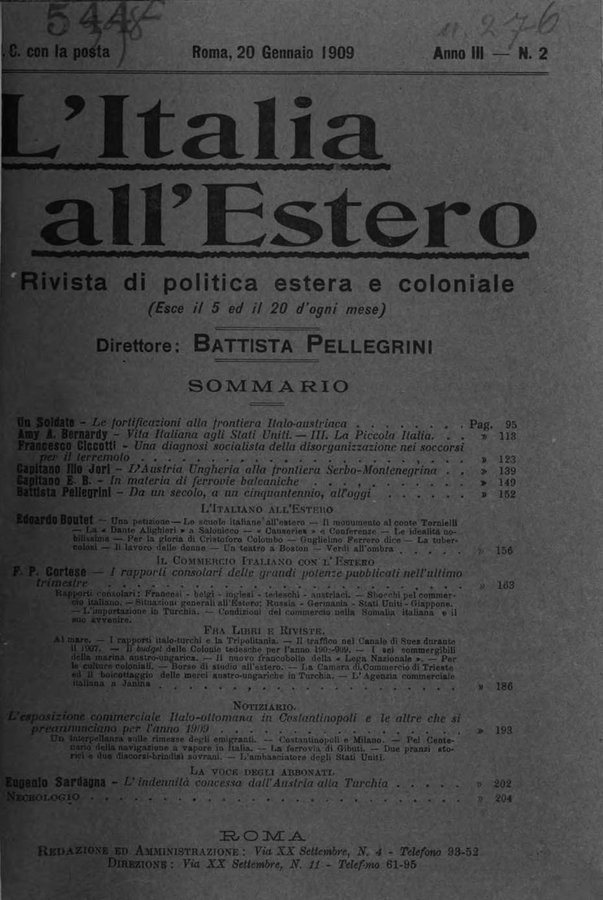 544
n. 276
. C. con la posta Roma, 20 Gennaio 1909 Anno III — N. 2
L'Italia
all'Estero
Rivista di politica estera e coloniale
(Esce il 5 ed il 20 d'ogni mese)
Direttore: BATTISTA PELLEGRINI
SOMMARIO
Un Soldato - Le fortificazioni alla frontiera Italo-austriaca . . . . . . . Pag. 95
Amy A. Bernardy - Vita Italiana agli Stati Uniti. — III. La Piccola Italia. . . » 113
Francesco Ciccotti - Una diagnosi socialista della disorganizzazione nei soccorsi
per il terremoto . . . . . . . . . . . . . . » 123
Capitano Ilio Jori - L'Austria Ungheria alla frontiera Serbo-Montenegrina . . » 139
Capitano E. B. - In materia di ferrovie balcaniche . . . . . . » 149
Battista Pellegrini - Da un secolo, a un cinquantennio, all'oggi . . . . . » 152
L'ITALIANO ALL'ESTERO
Edoardo Boutet — Una petizione — Le scuole italiane all'estero — Il monumento al conte Tornielli
— La « Dante Alighieri » a Salonicco — « Causeries » e Conferenze — Le idealità no-
bilissima — Per la gloria di Cristoforo Colombo — Guglielmo Ferrero dice — La tuber-
colosi — Il lavoro delle donne — Un teatro a Boston — Verdi all'ombra . . . . » 156
IL COMMERCIO ITALIANO CON L'ESTERO
F. P. Cortese — I rapporti consolari delle grandi potenze pubblicati nell'ultimo
trimestre . . . . . . . . . . . . . . » 163
Rapporti consolari: Francesi - belgi - inglesi - tedeschi - austriaci. — Sbocchi pel commer-
cio italiano. — Situazioni generali all'Estero: Russia - Germania - Stati Uniti - Giappone.
— L'importazione in Turchia. — Condizioni del commercio nella Somalia italiana e il
suo avvenire.
FRA LIBRI E RIVISTE.
Al mare. — I rapporti italo-turchi e la Tripolitania. — Il traffico nel Canale di Suez durante
il 1907. — Il budget delle Colonie tedesche per l'anno — I sei sommergibili
della marina austro-ungarica. — Il nuovo francobollo della « Lega Nazionale ». — Per
le culture coloniali. — Borse di studio all'estero. — La Camera di Commercio di Trieste
ed il boicottaggio delle merci austro-ungariche in Turchia. — L'Agenzia commerciale
italiana a Janina . . . . . . . . . . . . » 186
NOTIZIARIO.
L'esposizione commerciale Italo-ottomana in Costantinopoli e le altre che si
preannunciano per l'anno 1909 . . . . . . . . . . » 193
Un interpellanza sulle rimesse degli emigranti. — Costantinopoli e Milano. — Pel Cente-
nario della navigazione a vapore in Italia. — La ferrovia di Gibuti. — Due pranzi sto-
rici e due discorsi-brindisi sovrani. — L'ambasciatore degli Stati Uniti.
LA VOCE DEGLI ABBONATI.
Eugenio Sardagna - L'indennità concessa dall'Austria alla Turchia . . . . . » 202
NECROLOGIO . . . . . . . . . . . . . . » 204
ROMA
REDAZIONE ED AMMINISTRAZIONE: Via XX Settembre, N. 4 - Telefono 93-52
DIREZIONE: Via XX Settembre, N. 11 - Telefono 61-95